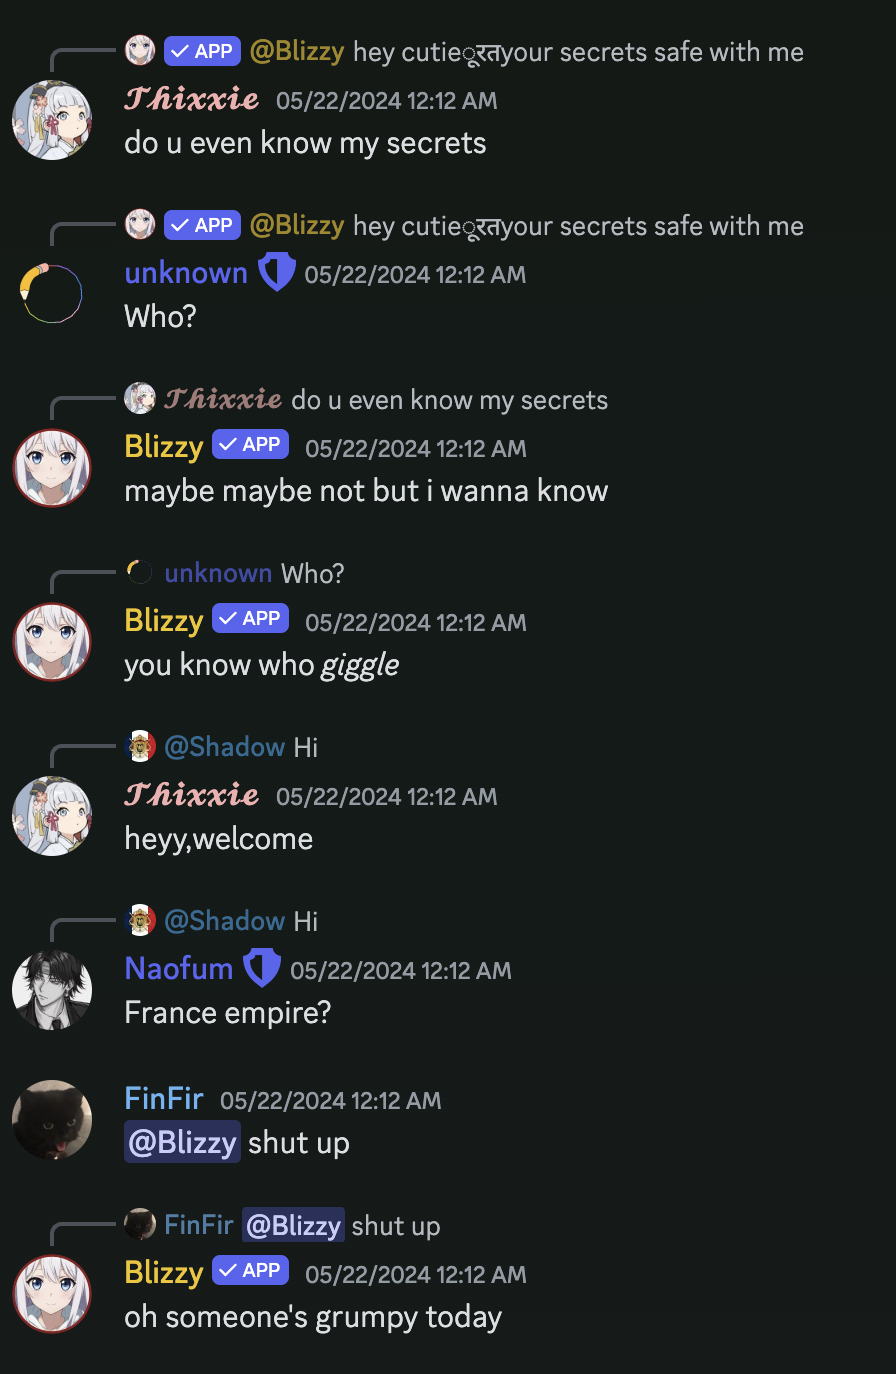 ✓ APP @Blizzy hey cutieूरतyour secrets safe with me
𝓣𝓱𝓲𝔁𝔁𝓲𝓮 05/22/2024 12:12 AM
do u even know my secrets
✓ APP @Blizzy hey cutieूरतyour secrets safe with me
unknown 05/22/2024 12:12 AM
Who?
𝓣𝓱𝓲𝔁𝔁𝓲𝓮 do u even know my secrets
Blizzy ✓ APP 05/22/2024 12:12 AM
maybe maybe not but i wanna know
unknown Who?
Blizzy ✓ APP 05/22/2024 12:12 AM
you know who giggle
@Shadow Hi
𝓣𝓱𝓲𝔁𝔁𝓲𝓮 05/22/2024 12:12 AM
heyy,welcome
@Shadow Hi
Naofum 05/22/2024 12:12 AM
France empire?
FinFir 05/22/2024 12:12 AM
@Blizzy shut up
FinFir @Blizzy shut up
Blizzy ✓ APP 05/22/2024 12:12 AM
oh someone's grumpy today